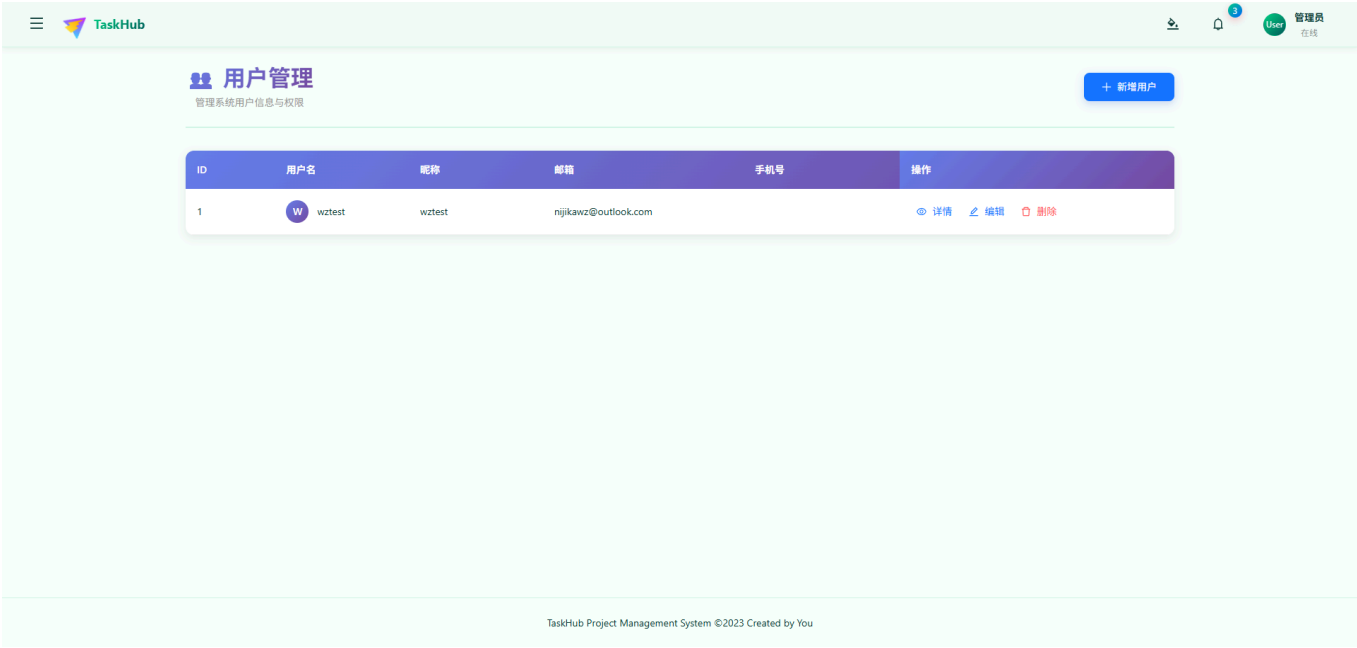 TaskHub
3
User
管理员
在线
用户管理
管理系统用户信息与权限
新增用户
ID 用户名 昵称 邮箱 手机号 操作
1 W wztest wztest nijikawz@outlook.com 详情 编辑 删除
TaskHub Project Management System ©2023 Created by You